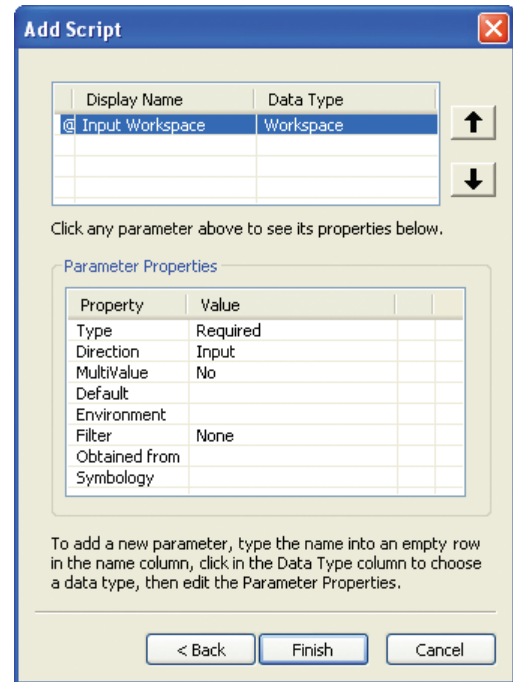 Add Script
Display Name Data Type
@ Input Workspace Workspace
Click any parameter above to see its properties below.
Parameter Properties
Property Value
Type Required
Direction Input
MultiValue No
Default
Environment
Filter None
Obtained from
Symbology
To add a new parameter, type the name into an empty row
in the name column, click in the Data Type column to choose
a data type, then edit the Parameter Properties.
< Back Finish Cancel